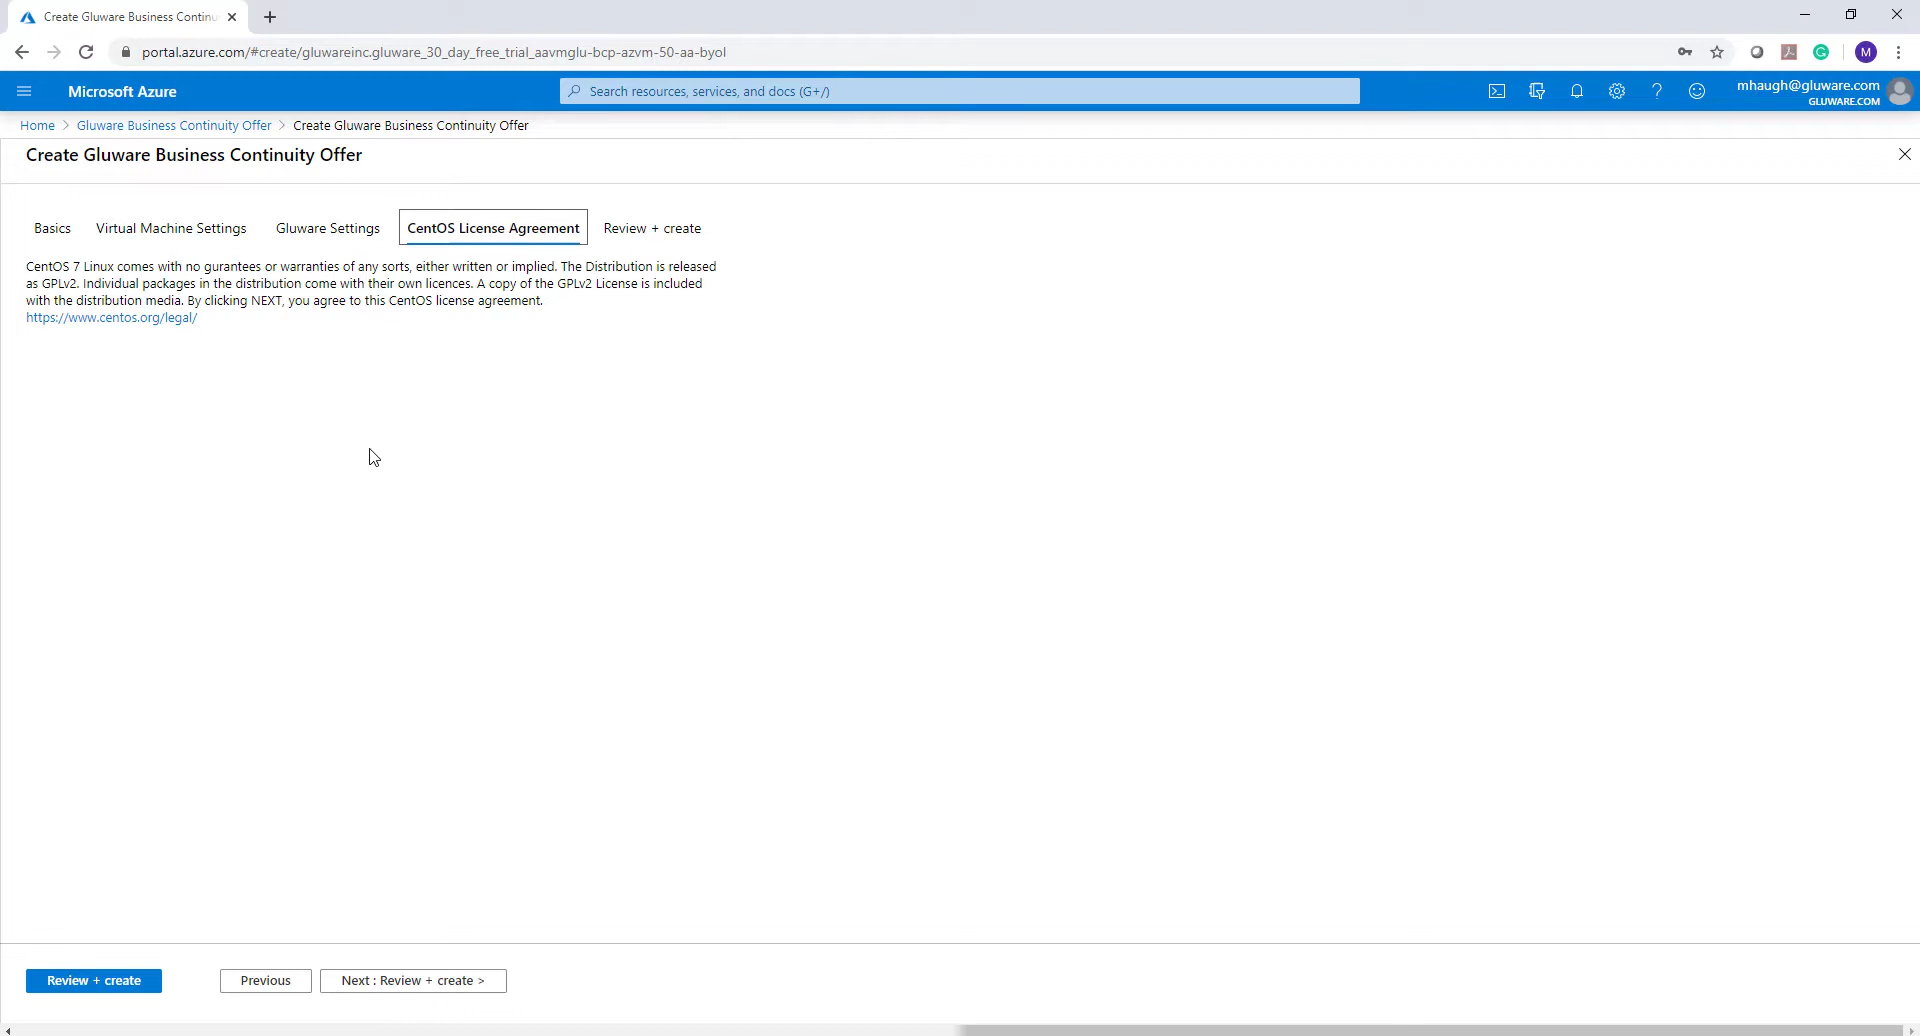 Create Gluware Business Continu
portal.azure.com/#create/gluwareinc.gluware_30_day_free_trial_aavmglu-bcp-azvm-50-aa-byol
M
Microsoft Azure
Search resources, services, and docs (G+/)
mhaugh@gluware.com
GLUWARE.COM
Home > Gluware Business Continuity Offer > Create Gluware Business Continuity Offer
Create Gluware Business Continuity Offer
Basics Virtual Machine Settings Gluware Settings CentOS License Agreement Review + create
CentOS 7 Linux comes with no gurantees or warranties of any sorts, either written or implied. The Distribution is released
as GPLv2. Individual packages in the distribution come with their own licences. A copy of the GPLv2 License is included
with the distribution media. By clicking NEXT, you agree to this CentOS license agreement.
https://www.centos.org/legal/
Review + create Previous Next : Review + create >